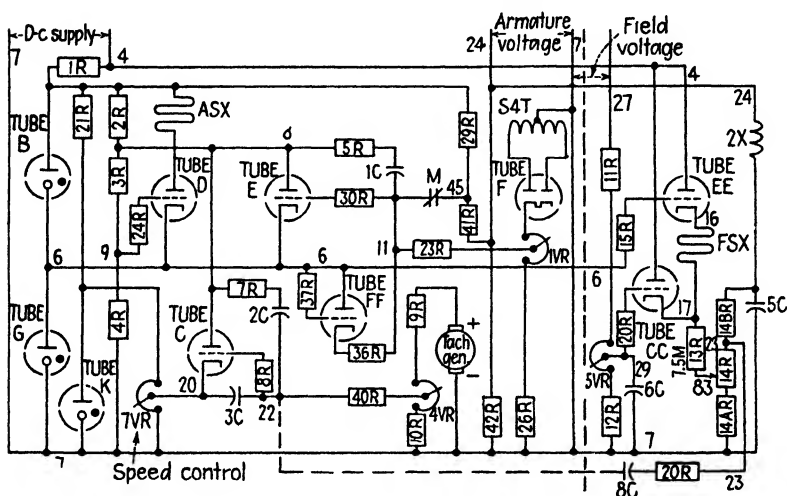 D-c supply
Armature voltage
Field voltage
7
4
24
7
27
4
24
1R
ASX
S4T
2X
TUBE B
21R
2R
29R
11R
TUBE EE
6
5R
1C
M
45
TUBE F
3R
TUBE D
TUBE E
30R
41R
15R
16
FSX
24R
9
11
23R
1VR
6
6
6
37R
TUBE FF
7R
2C
17
14BR
5C
TUBE G
4R
TUBE C
9R
Tach gen
+
-
20R
TUBE CC
7.5M
13R
23
36R
TUBE K
8R
5VR
29
6C
83
14R
20
3C
22
40R
4VR
7VR
10R
42R
26R
12R
14AR
7
7
Speed control
8C
20R
23